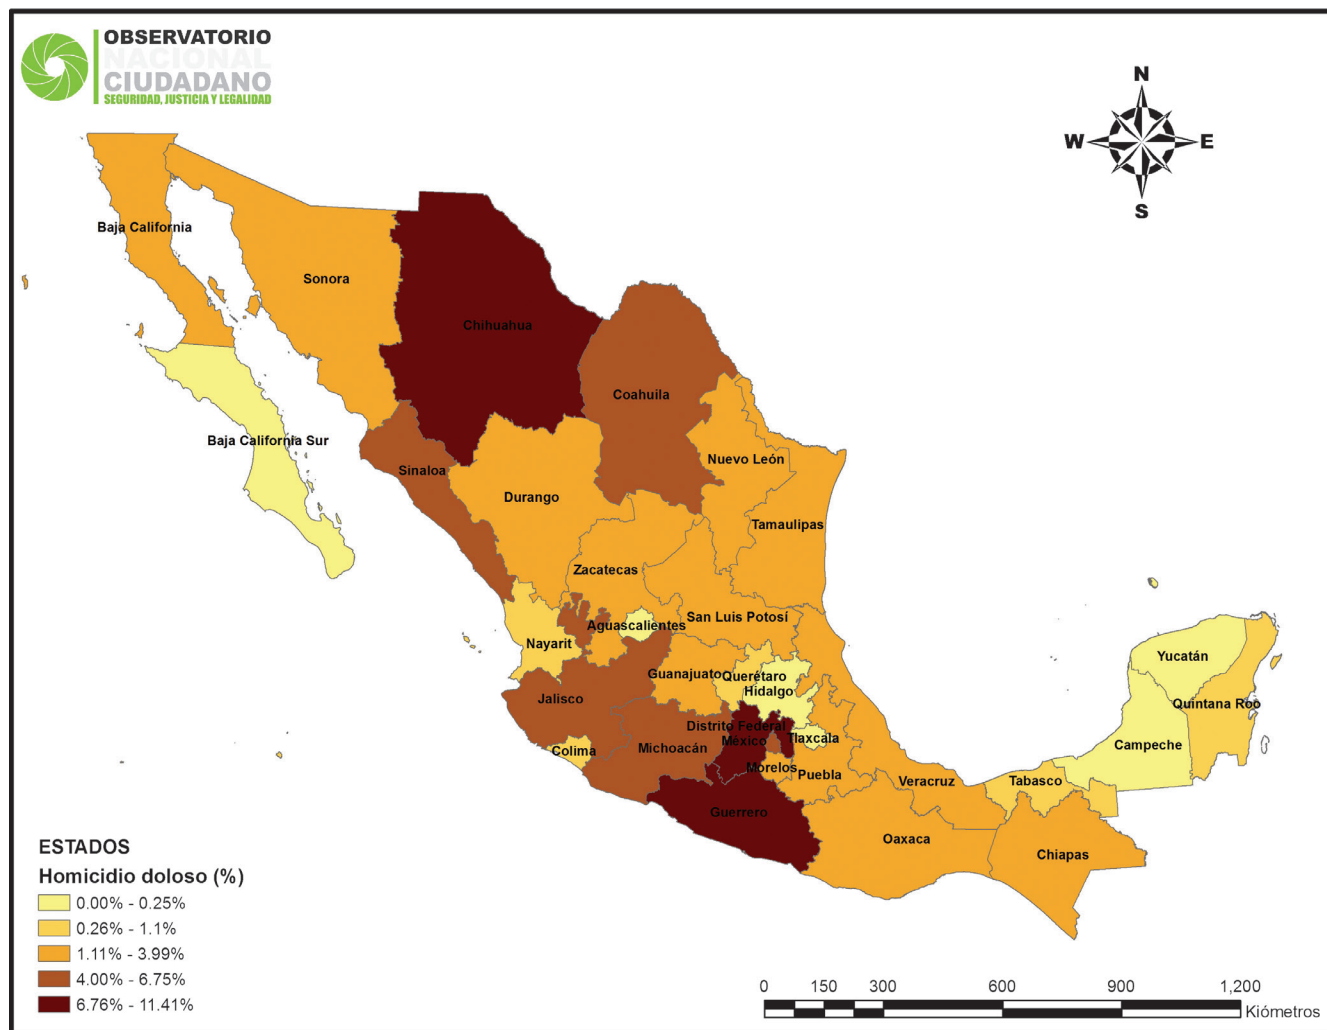 OBSERVATORIO
NACIONAL
CIUDADANO
SEGURIDAD, JUSTICIA Y LEGALIDAD
N
W
E
S
Baja California
Sonora
Chihuahua
Coahuila
Baja California Sur
Sinaloa
Nuevo León
Durango
Tamaulipas
Zacatecas
San Luis Potosí
Aguascalientes
Nayarit
Yucatán
Guanajuato
Querétaro
Hidalgo
Jalisco
Quintana Roo
Distrito Federal
México
Tlaxcala
Campeche
Colima
Michoacán
Morelos
Puebla
Veracruz
Tabasco
Guerrero
Oaxaca
Chiapas
ESTADOS
Homicidio doloso (%)
0.00% - 0.25%
0.26% - 1.1%
1.11% - 3.99%
4.00% - 6.75%
6.76% - 11.41%
0 150 300 600 900 1,200
Kiómetros